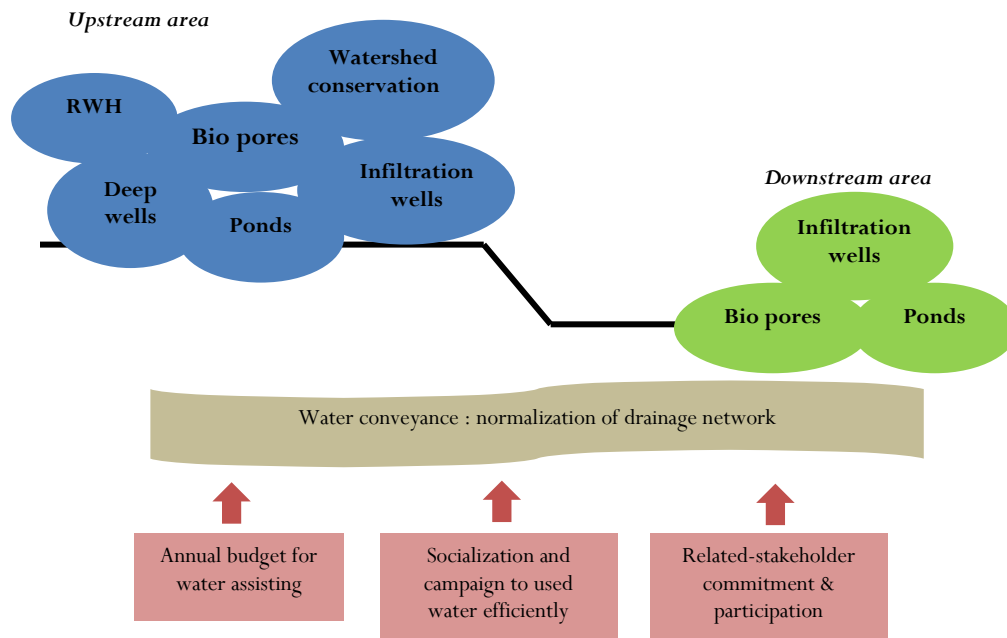 Upstream area
Watershed
conservation
RWH
Bio pores
Infiltration
wells
Deep
wells
Ponds
Downstream area
Infiltration
wells
Bio pores
Ponds
Water conveyance : normalization of drainage network
Annual budget for
water assisting
Socialization and
campaign to used
water efficiently
Related-stakeholder
commitment &
participation